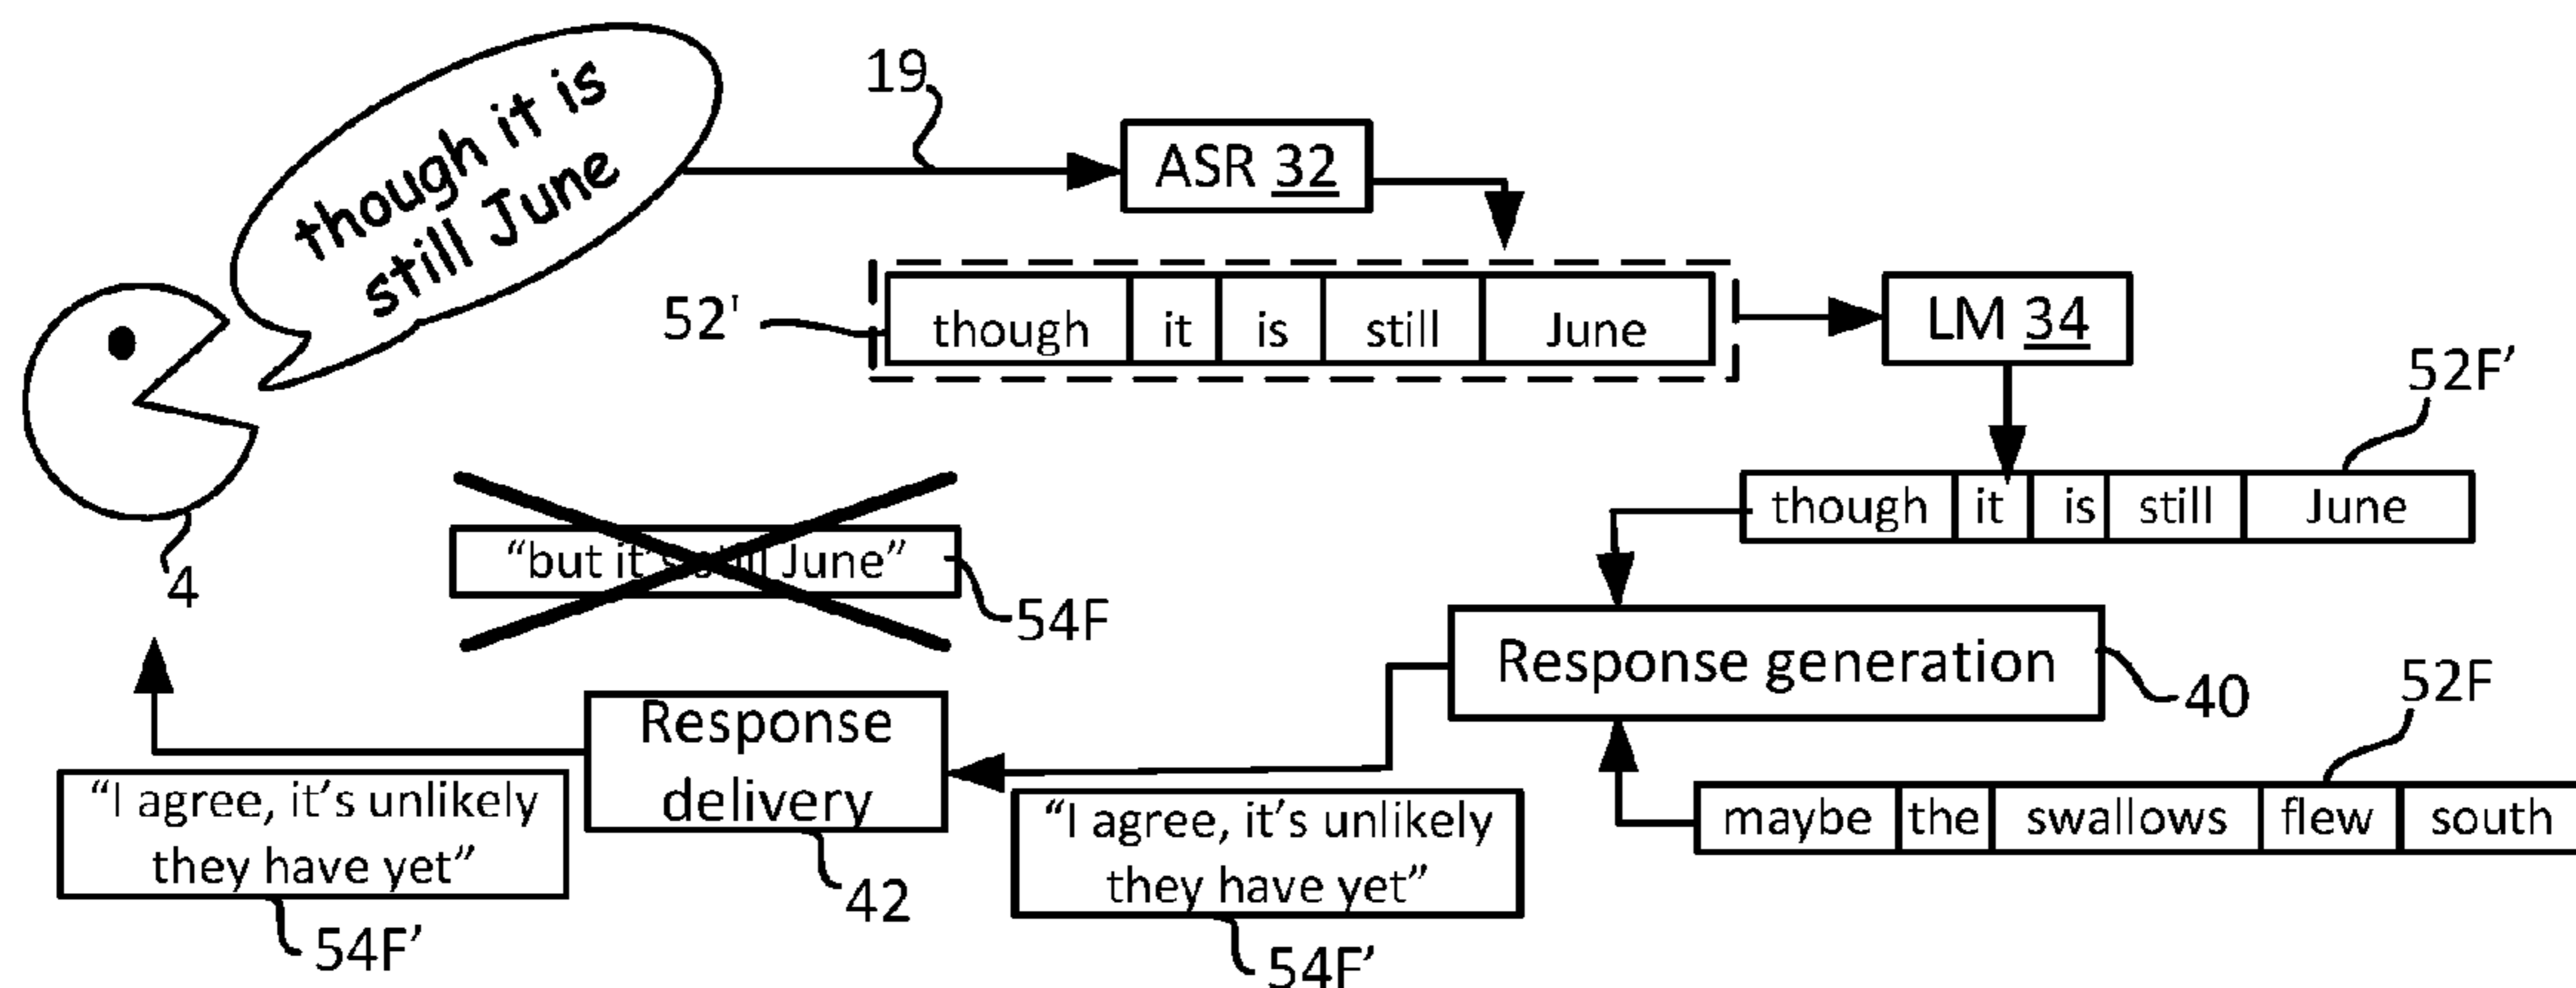 though it is
still June
19
ASR 32
52'
though it is still June
LM 34
52F’
though it is still June
4
“but it’s still June”
54F
Response generation
40
52F
maybe the swallows flew south
Response
delivery
42
“I agree, it’s unlikely
they have yet”
54F’
“I agree, it’s unlikely
they have yet”
54F’